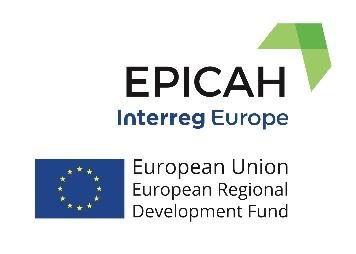 EPICAH
Interreg Europe
European Union
European Regional
Development Fund